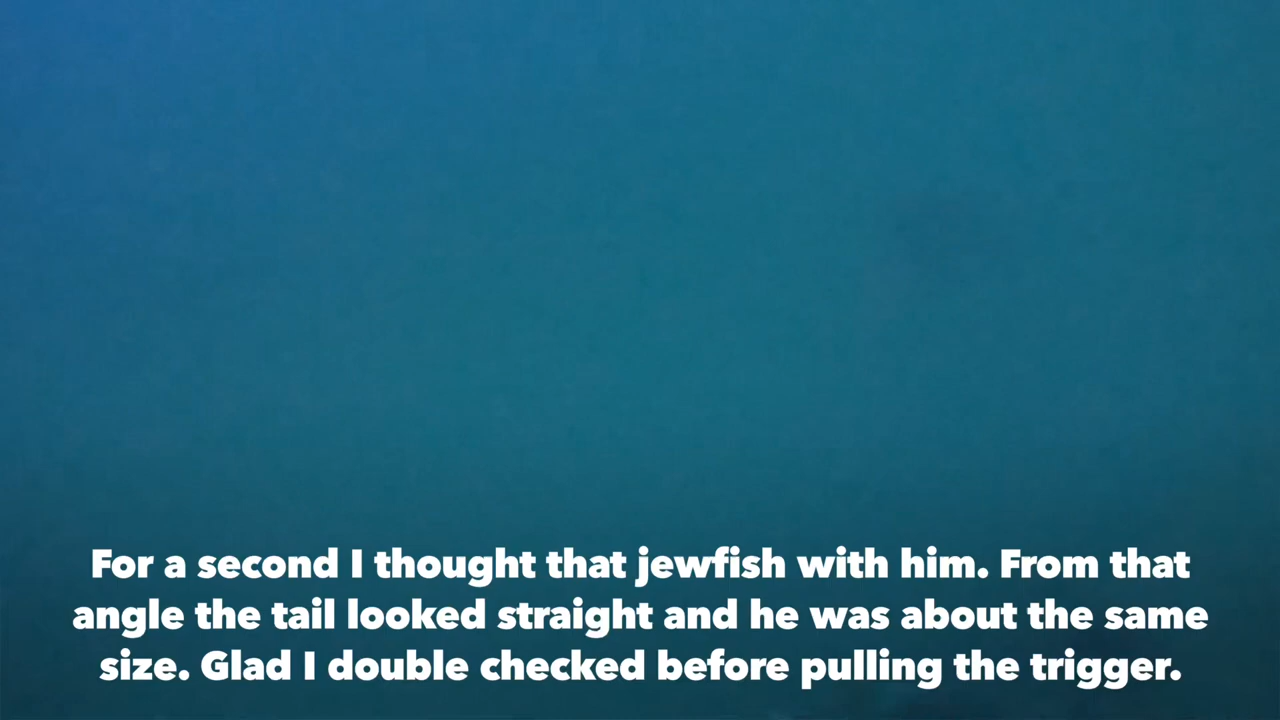 For a second I thought that jewfish with him. From that
angle the tail looked straight and he was about the same
size. Glad I double checked before pulling the trigger.